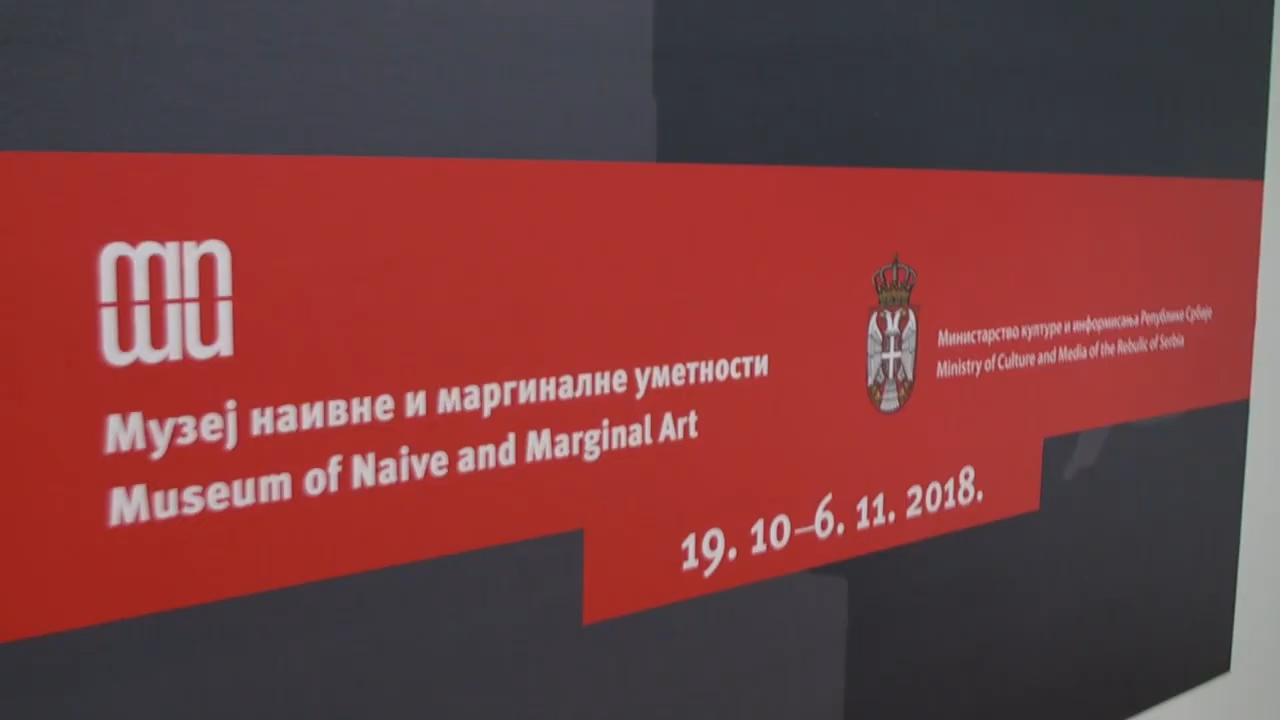 Музеј наивне и маргиналне уметности
Museum of Naive and Marginal Art
Министарство културе и информисања Републике Србије
Ministry of Culture and Media of the Rebulic of Serbia
19. 10–6. 11. 2018.